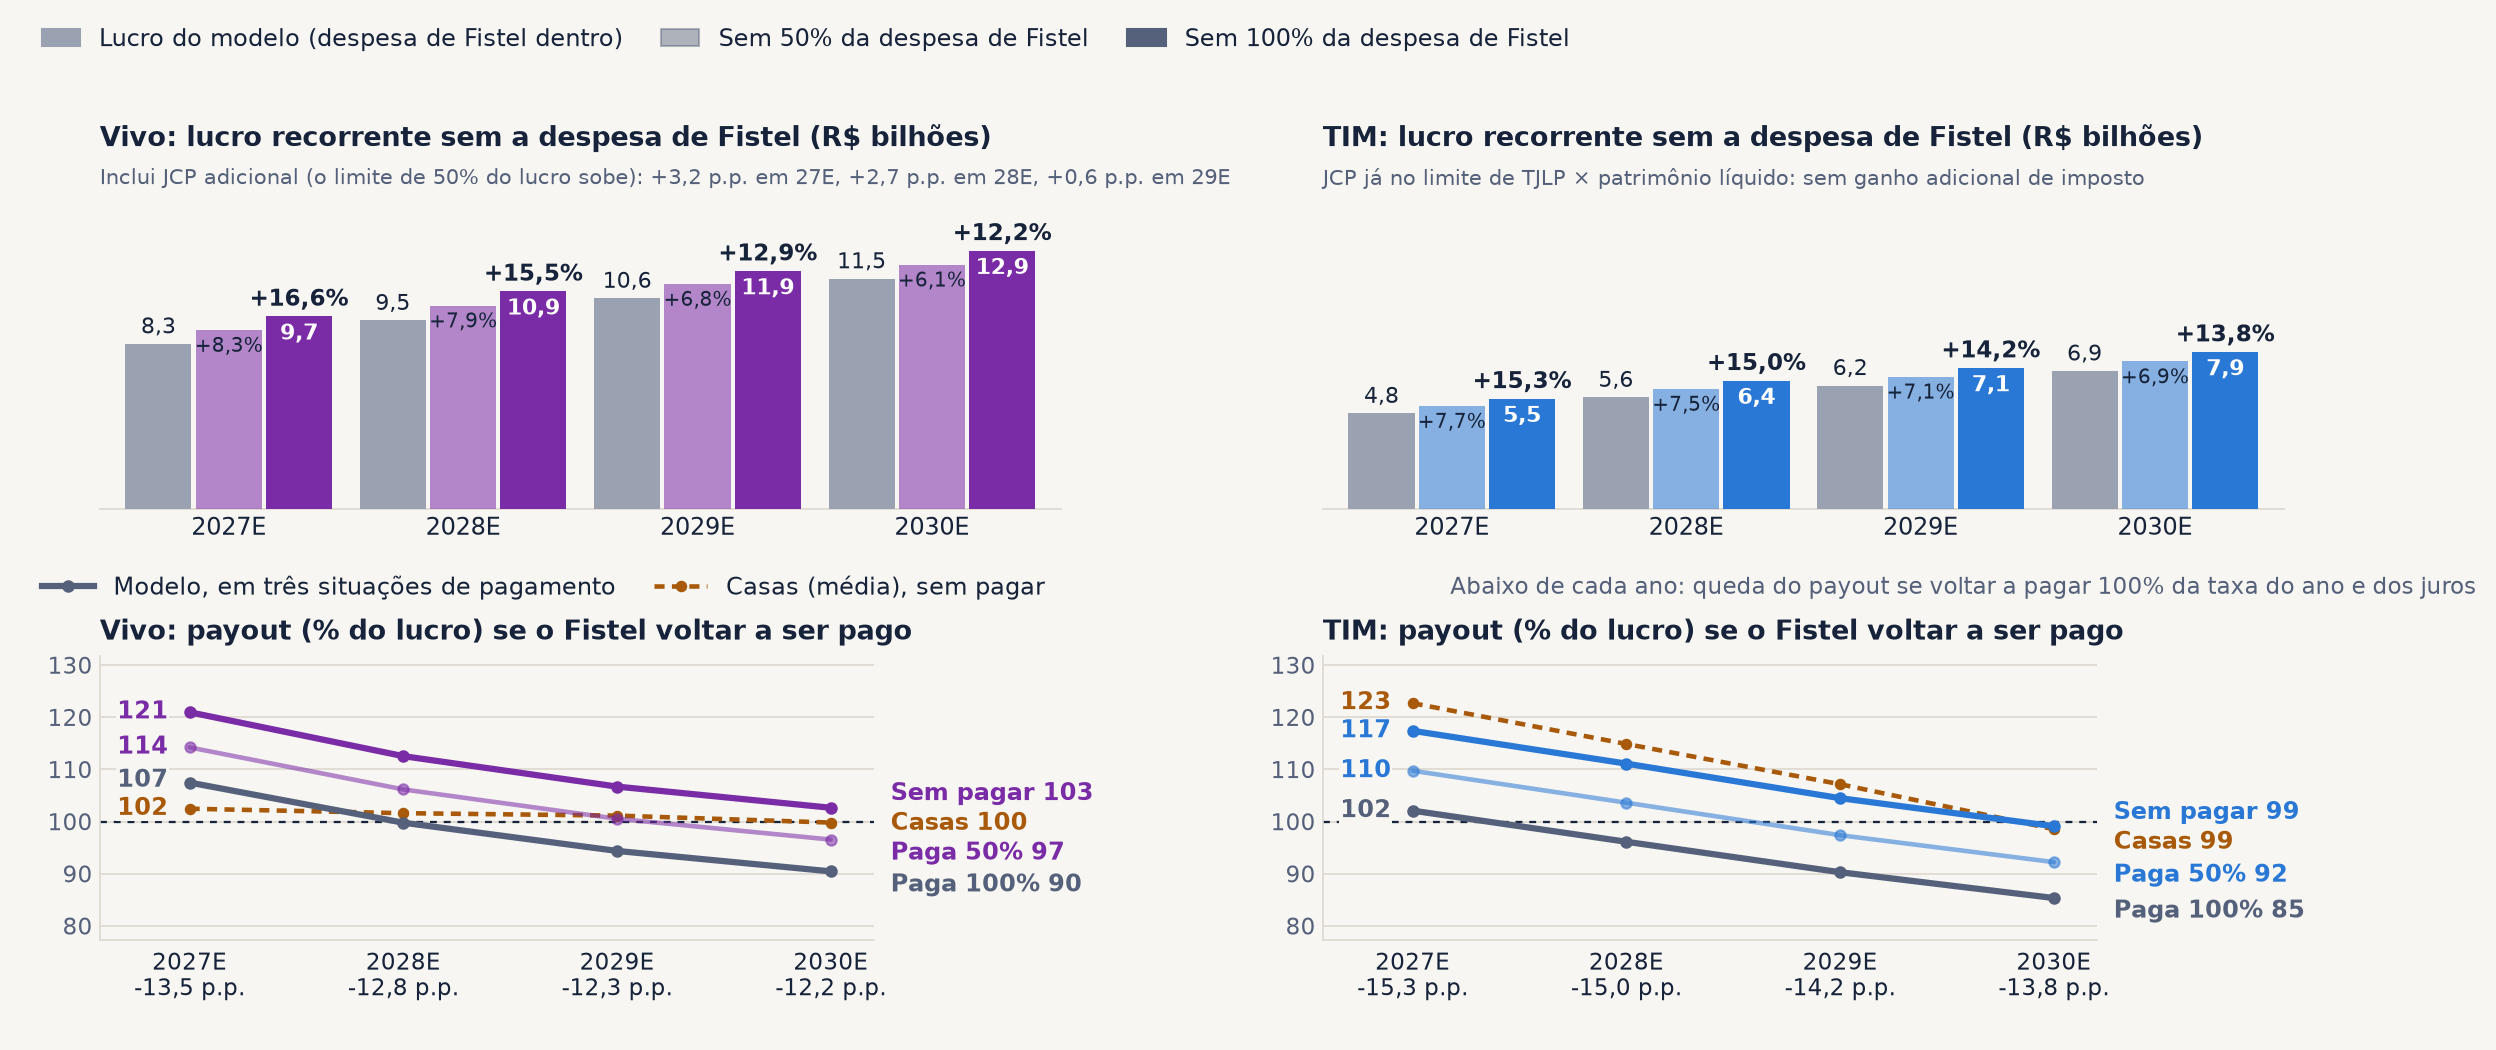 Lucro do modelo (despesa de Fistel dentro) Sem 50% da despesa de Fistel Sem 100% da despesa de Fistel
Vivo: lucro recorrente sem a despesa de Fistel (R$ bilhões)
Inclui JCP adicional (o limite de 50% do lucro sobe): +3,2 p.p. em 27E, +2,7 p.p. em 28E, +0,6 p.p. em 29E
8,3 +8,3% +16,6% 9,7
9,5 +7,9% +15,5% 10,9
10,6 +6,8% +12,9% 11,9
11,5 +6,1% +12,2% 12,9
2027E 2028E 2029E 2030E
TIM: lucro recorrente sem a despesa de Fistel (R$ bilhões)
JCP já no limite de TJLP × patrimônio líquido: sem ganho adicional de imposto
4,8 +7,7% +15,3% 5,5
5,6 +7,5% +15,0% 6,4
6,2 +7,1% +14,2% 7,1
6,9 +6,9% +13,8% 7,9
2027E 2028E 2029E 2030E
Modelo, em três situações de pagamento Casas (média), sem pagar
Abaixo de cada ano: queda do payout se voltar a pagar 100% da taxa do ano e dos juros
Vivo: payout (% do lucro) se o Fistel voltar a ser pago
130
120
110
100
90
80
121
114
107
102
Sem pagar 103
Casas 100
Paga 50% 97
Paga 100% 90
2027E 2028E 2029E 2030E
-13,5 p.p. -12,8 p.p. -12,3 p.p. -12,2 p.p.
TIM: payout (% do lucro) se o Fistel voltar a ser pago
130
120
110
100
90
80
123
117
110
102
Sem pagar 99
Casas 99
Paga 50% 92
Paga 100% 85
2027E 2028E 2029E 2030E
-15,3 p.p. -15,0 p.p. -14,2 p.p. -13,8 p.p.